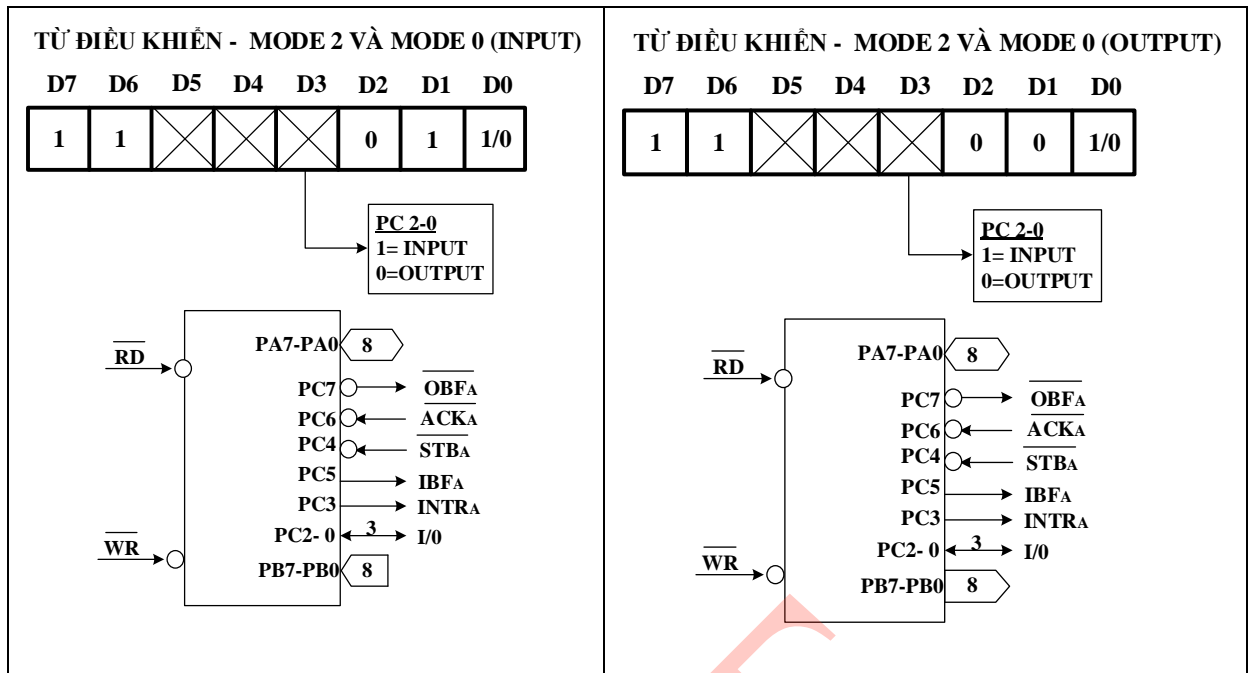 TỪ ĐIỀU KHIỂN - MODE 2 VÀ MODE 0 (INPUT)
D7 D6 D5 D4 D3 D2 D1 D0
1 1 0 1 1/0
PC 2-0
1= INPUT
0=OUTPUT
RD
PA7-PA0 8
PC7 OBFA
PC6 ACKA
PC4 STBA
PC5 IBFA
PC3 INTRA
WR
PC2- 0 3 I/0
PB7-PB0 8
TỪ ĐIỀU KHIỂN - MODE 2 VÀ MODE 0 (OUTPUT)
D7 D6 D5 D4 D3 D2 D1 D0
1 1 0 0 1/0
PC 2-0
1= INPUT
0=OUTPUT
RD
PA7-PA0 8
PC7 OBFA
PC6 ACKA
PC4 STBA
PC5 IBFA
PC3 INTRA
PC2- 0 3 I/0
WR
PB7-PB0 8